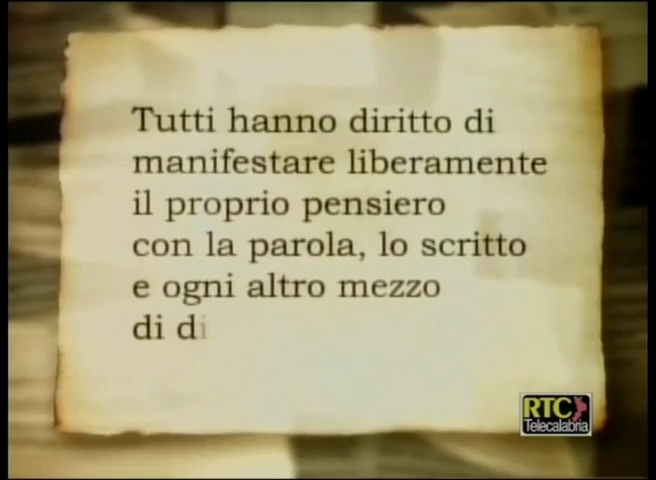 Tutti hanno diritto di
manifestare liberamente
il proprio pensiero
con la parola, lo scritto
e ogni altro mezzo
di di
RTC
Telecalabria